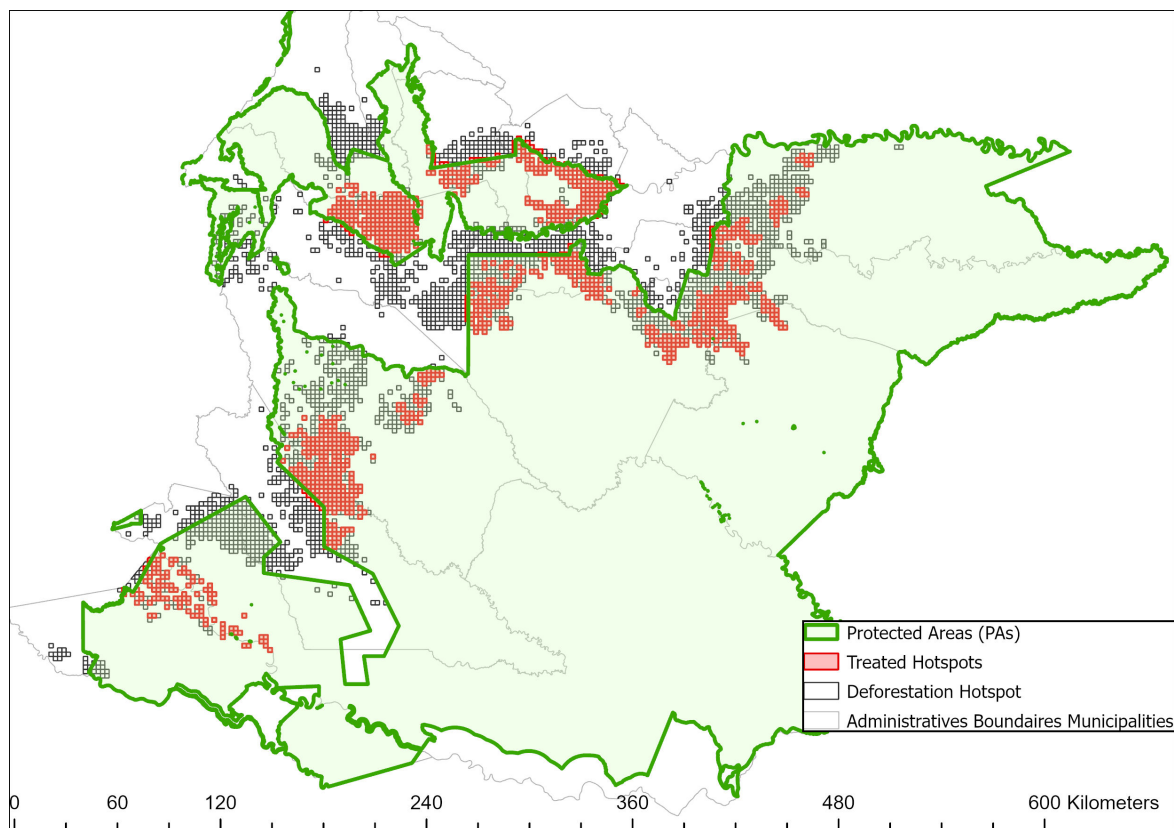 Protected Areas (PAs)
Treated Hotspots
Deforestation Hotspot
Administratives Boundaires Municipalities
0 60 120 240 360 480 600 Kilometers